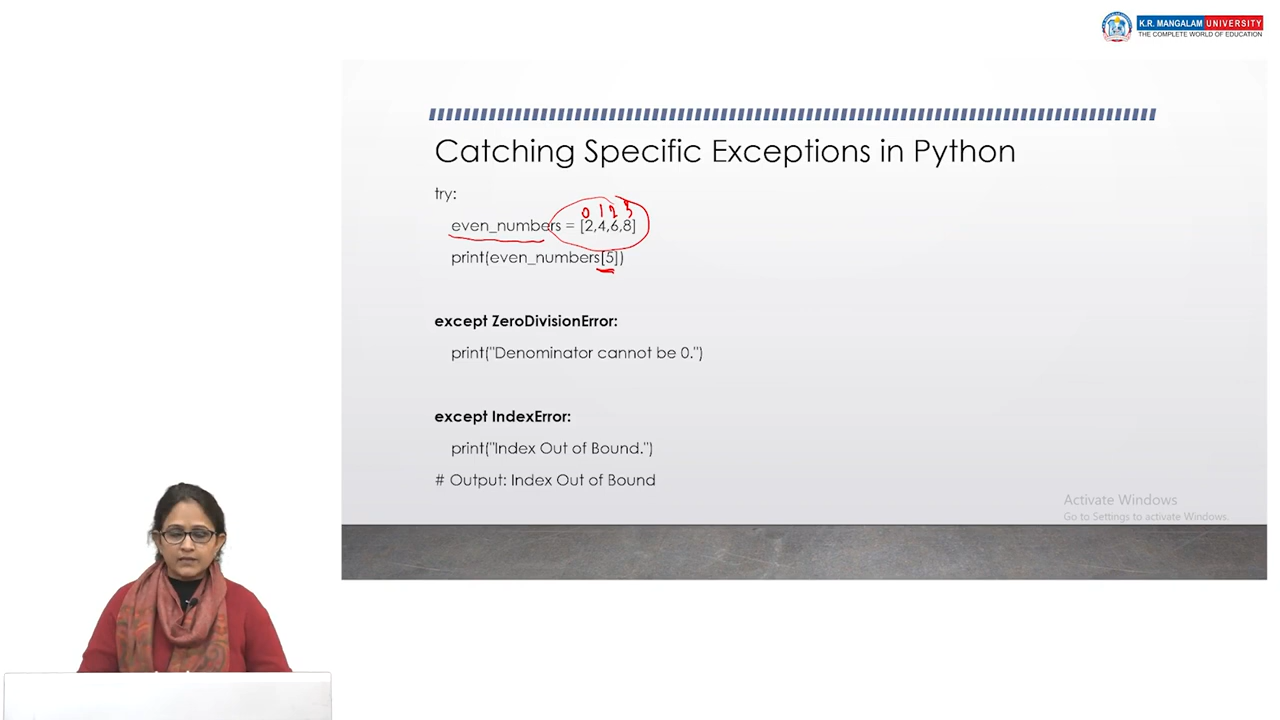 K.R. MANGALAM UNIVERSITY
THE COMPLETE WORLD OF EDUCATION
Catching Specific Exceptions in Python
try:
0 1 2 3
even_numbers = [2,4,6,8]
print(even_numbers[5])
except ZeroDivisionError:
print("Denominator cannot be 0.")
except IndexError:
print("Index Out of Bound.")
# Output: Index Out of Bound
Activate Windows
Go to Settings to activate Windows.